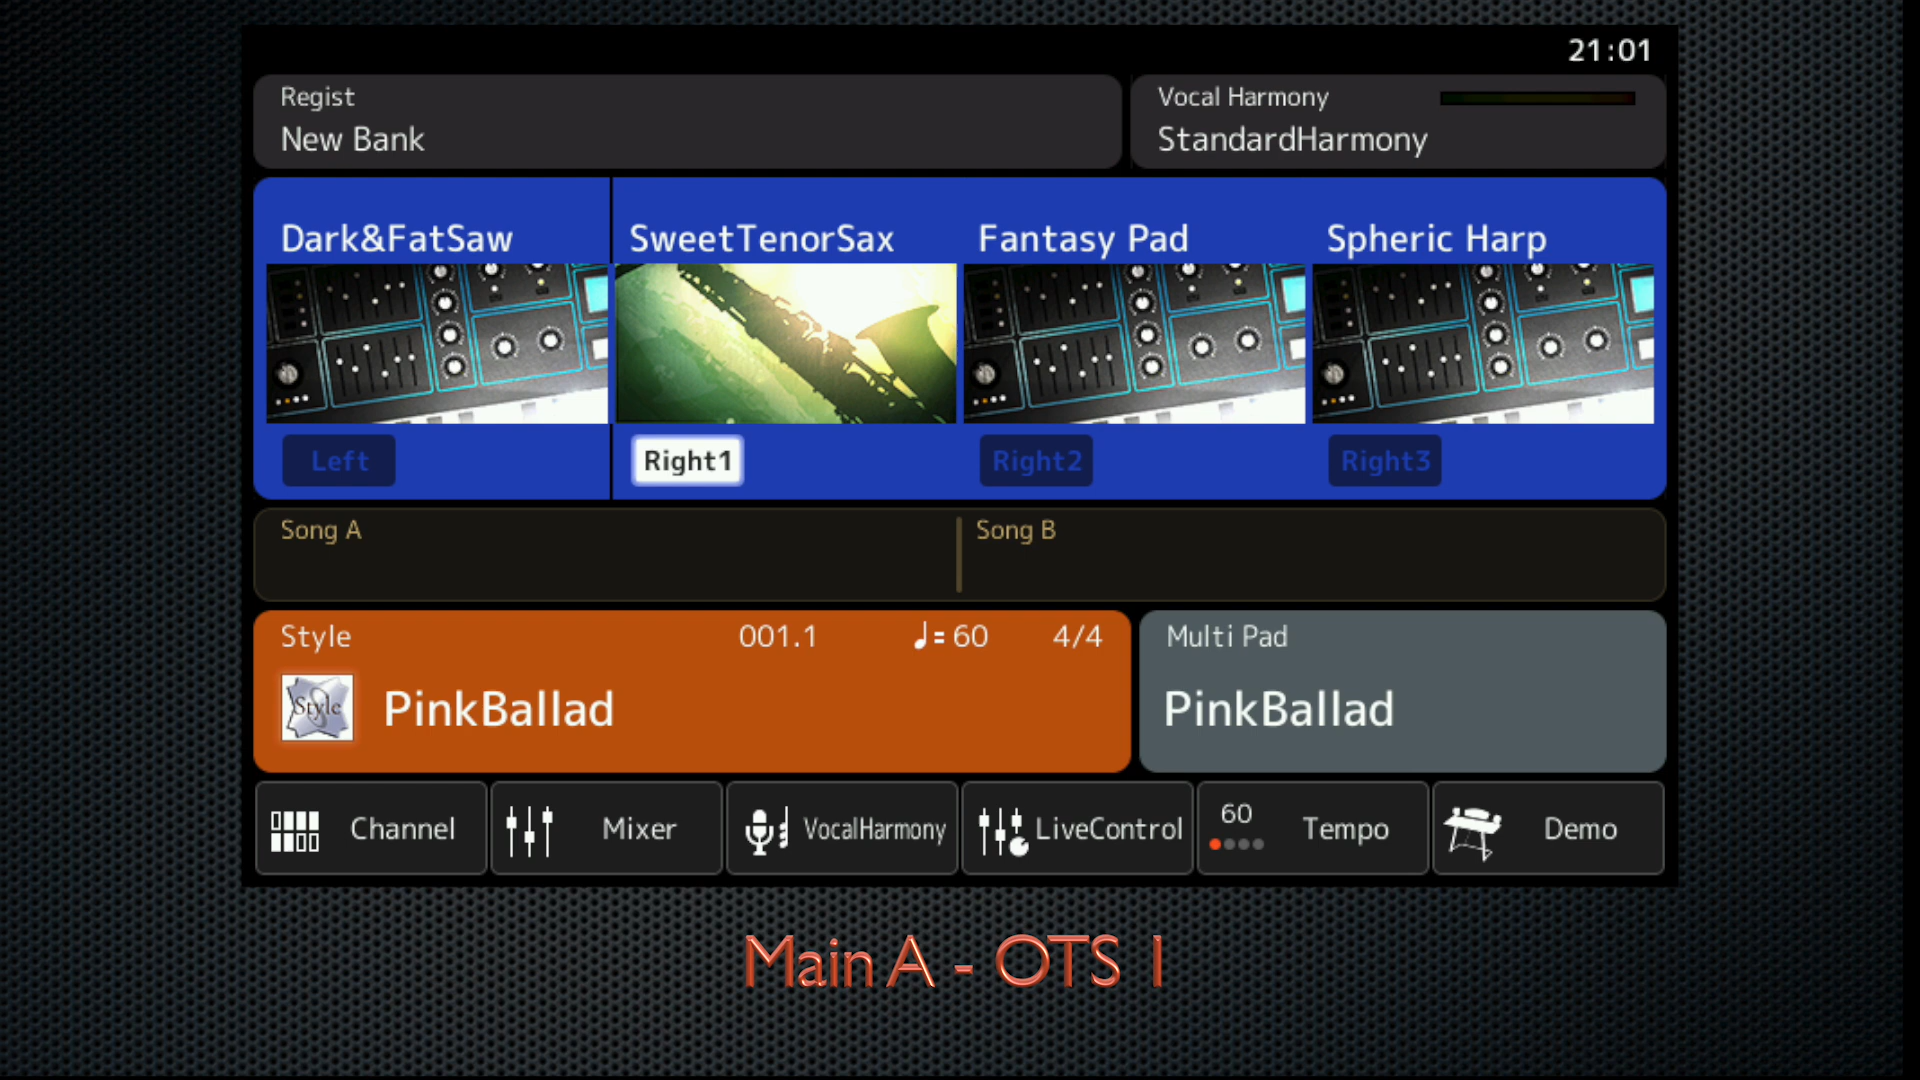 21:01
Regist
New Bank
Vocal Harmony
StandardHarmony
Dark&FatSaw
SweetTenorSax
Fantasy Pad
Spheric Harp
Left
Right1
Right2
Right3
Song A
Song B
Style
001.1
♩= 60
4/4
Style
PinkBallad
Multi Pad
PinkBallad
Channel
Mixer
VocalHarmony
LiveControl
60
Tempo
Demo
Main A - OTS 1